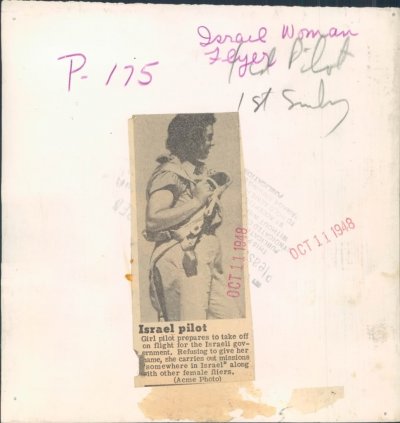 Israel Woman
Flyer
Pilot
P-175
1st
OCT 11 1948
OCT 11 1948
Israel pilot
Girl pilot prepares to take off
on flight for the Israeli gov-
ernment. Refusing to give her
name, she carries out missions
"somewhere in Israel" along
with other female fliers.
(Acme Photo)